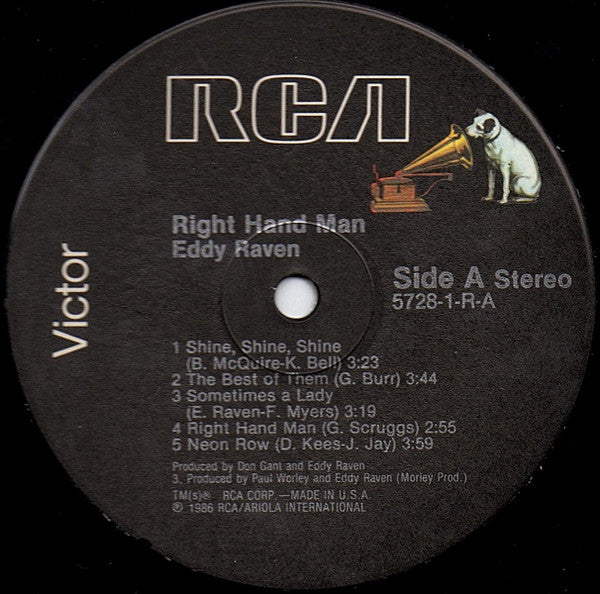 RCA
Victor
Right Hand Man
Eddy Raven
Side A Stereo
5728-1-R-A
1 Shine, Shine, Shine
(B. McQuire-K. Bell) 3:23
2 The Best of Them (G. Burr) 3:44
3 Sometimes a Lady
(E. Raven-F. Myers) 3:19
4 Right Hand Man (G. Scruggs) 2:55
5 Neon Row (D. Kees-J. Jay) 3:59
Produced by Don Gant and Eddy Raven
3. Produced by Paul Worley and Eddy Raven (Morley Prod.)
TM(s)® RCA CORP.—MADE IN U.S.A.
℗ 1986 RCA/ARIOLA INTERNATIONAL